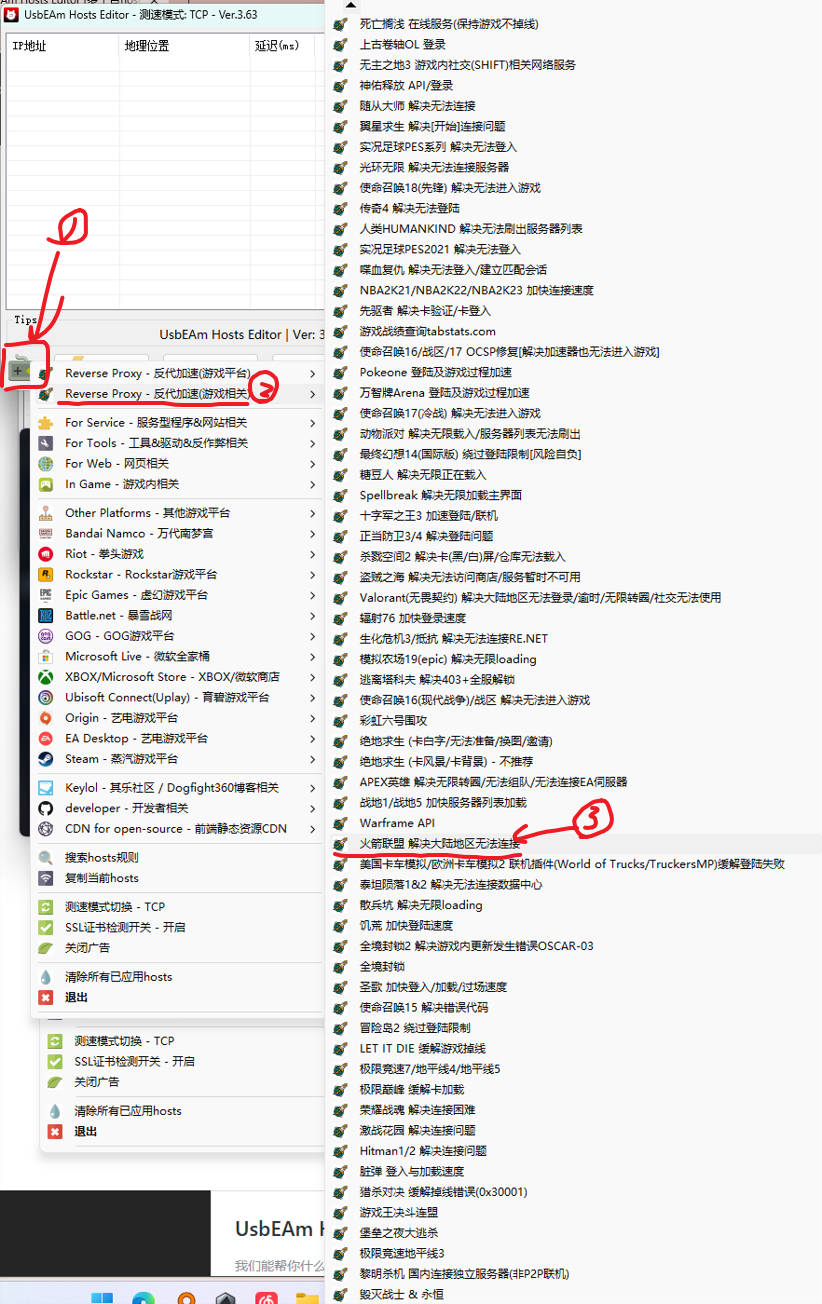 UsbEAm Hosts Editor - 测速模式: TCP - Ver.3.63
IP地址
地理位置
延迟(ms)
1
Tips
UsbEAm Hosts Editor | Ver: 3
Reverse Proxy - 反代加速(游戏平台)
Reverse Proxy - 反代加速(游戏相关)
2
For Service - 服务型程序&网站相关
For Tools - 工具&驱动&反作弊相关
For Web - 网页相关
In Game - 游戏内相关
Other Platforms - 其他游戏平台
Bandai Namco - 万代南梦宫
Riot - 拳头游戏
Rockstar - Rockstar游戏平台
Epic Games - 虚幻游戏平台
Battle.net - 暴雪战网
GOG - GOG游戏平台
Microsoft Live - 微软全家桶
XBOX/Microsoft Store - XBOX/微软商店
Ubisoft Connect(Uplay) - 育碧游戏平台
Origin - 艺电游戏平台
EA Desktop - 艺电游戏平台
Steam - 蒸汽游戏平台
Keylol - 其乐社区 / Dogfight360博客相关
developer - 开发者相关
CDN for open-source - 前端静态资源CDN
搜索hosts规则
复制当前hosts
测速模式切换 - TCP
SSL证书检测开关 - 开启
关闭广告
清除所有已应用hosts
退出
测速模式切换 - TCP
SSL证书检测开关 - 开启
关闭广告
清除所有已应用hosts
退出
UsbEAm H
我们能帮你什么
死亡搁浅 在线服务(保持游戏不掉线)
上古卷轴OL 登录
无主之地3 游戏内社交(SHIFT)相关网络服务
神佑释放 API/登录
随从大师 解决无法连接
翼星求生 解决[开始]连接问题
实况足球PES系列 解决无法登入
光环无限 解决无法连接服务器
使命召唤18(先锋) 解决无法进入游戏
传奇4 解决无法登陆
人类HUMANKIND 解决无法刷出服务器列表
实况足球PES2021 解决无法登入
喋血复仇 解决无法登入/建立匹配会话
NBA2K21/NBA2K22/NBA2K23 加快连接速度
先驱者 解决卡验证/卡登入
游戏战绩查询tabstats.com
使命召唤16/战区/17 OCSP修复[解决加速器也无法进入游戏]
Pokeone 登陆及游戏过程加速
万智牌Arena 登陆及游戏过程加速
使命召唤17(冷战) 解决无法进入游戏
动物派对 解决无限载入/服务器列表无法刷出
最终幻想14(国际版) 绕过登陆限制[风险自负]
糖豆人 解决无限正在载入
Spellbreak 解决无限加载主界面
十字军之王3 加速登陆/联机
正当防卫3/4 解决登陆问题
杀戮空间2 解决卡(黑/白)屏/仓库无法载入
盗贼之海 解决无法访问商店/服务暂时不可用
Valorant(无畏契约) 解决大陆地区无法登录/逾时/无限转圈/社交无法使用
辐射76 加快登录速度
生化危机3/抵抗 解决无法连接RE.NET
模拟农场19(epic) 解决无限loading
逃离塔科夫 解决403+全服解锁
使命召唤16(现代战争)/战区 解决无法进入游戏
彩虹六号围攻
绝地求生 (卡白字/无法准备/换图/邀请)
绝地求生 (卡风景/卡背景) - 不推荐
APEX英雄 解决无限转圈/无法组队/无法连接EA伺服器
战地1/战地5 加快服务器列表加载
Warframe API
火箭联盟 解决大陆地区无法连接
3
美国卡车模拟/欧洲卡车模拟2 联机插件(World of Trucks/TruckersMP)缓解登陆失败
泰坦陨落1&2 解决无法连接数据中心
散兵坑 解决无限loading
饥荒 加快登陆速度
全境封锁2 解决游戏内更新发生错误OSCAR-03
全境封锁
圣歌 加快登入/加载/过场速度
使命召唤15 解决错误代码
冒险岛2 绕过登陆限制
LET IT DIE 缓解游戏掉线
极限竞速7/地平线4/地平线5
极限巅峰 缓解卡加载
荣耀战魂 解决连接困难
激战花园 解决连接问题
Hitman1/2 解决连接问题
脏弹 登入与加载速度
猎杀对决 缓解掉线错误(0x30001)
游戏王决斗连盟
堡垒之夜大逃杀
极限竞速地平线3
黎明杀机 国内连接独立服务器(非P2P联机)
毁灭战士 & 永恒